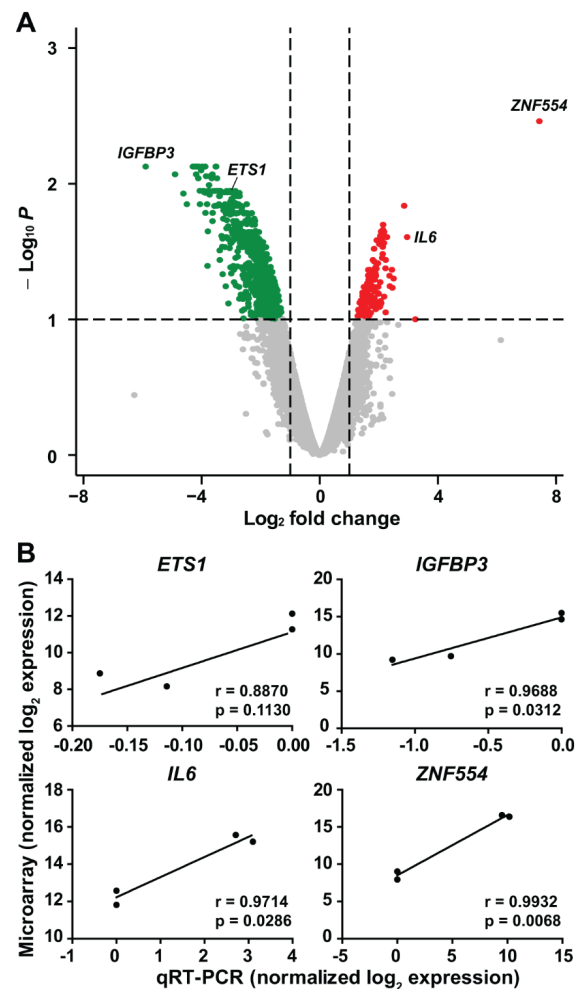 A
3
ZNF554
IGFBP3
ETS1
2
IL6
− Log₁₀ P
1
0
−8
−4
0
4
8
Log₂ fold change
B
ETS1
IGFBP3
Microarray (normalized log₂ expression)
14
12
10
8
6
r = 0.8870
p = 0.1130
-0.20
-0.15
-0.10
-0.05
0.00
20
15
10
5
0
r = 0.9688
p = 0.0312
-1.5
-1.0
-0.5
0.0
IL6
ZNF554
18
16
14
12
10
r = 0.9714
p = 0.0286
-1
0
1
2
3
4
20
15
10
5
0
r = 0.9932
p = 0.0068
-5
0
5
10
15
qRT-PCR (normalized log₂ expression)